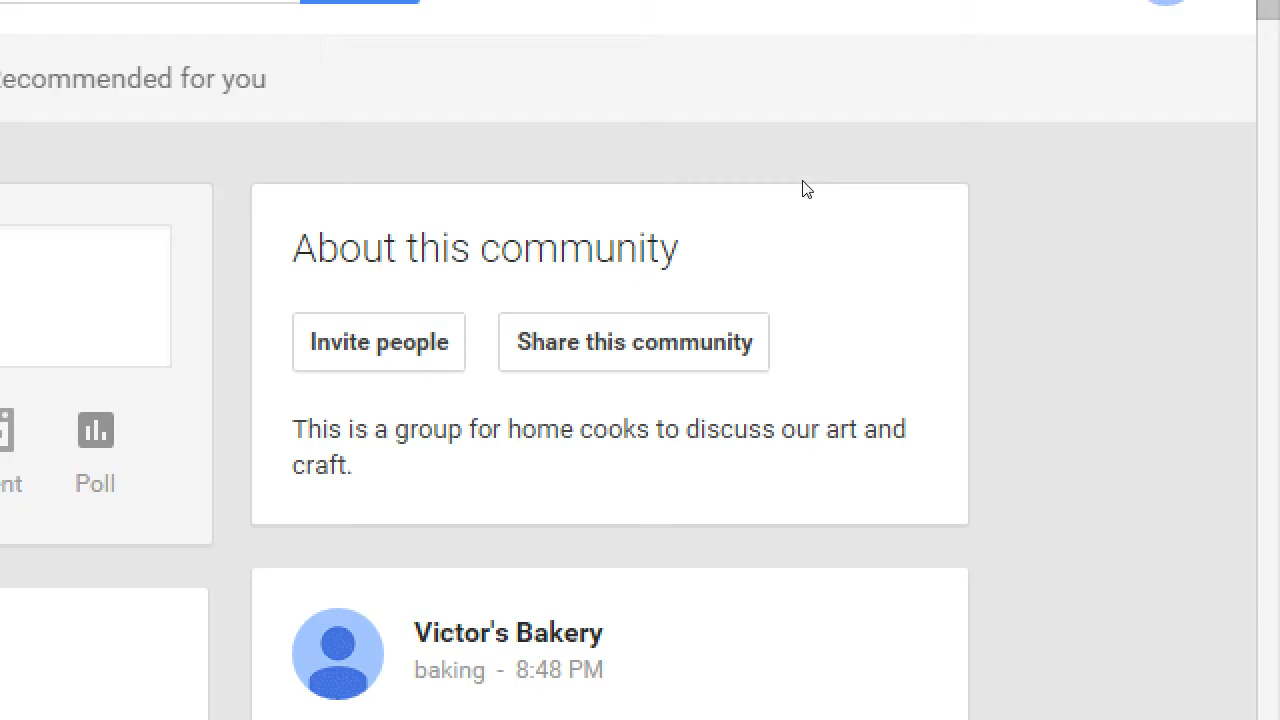 Recommended for you
About this community
Invite people
Share this community
This is a group for home cooks to discuss our art and
craft.
Poll
Victor's Bakery
baking - 8:48 PM